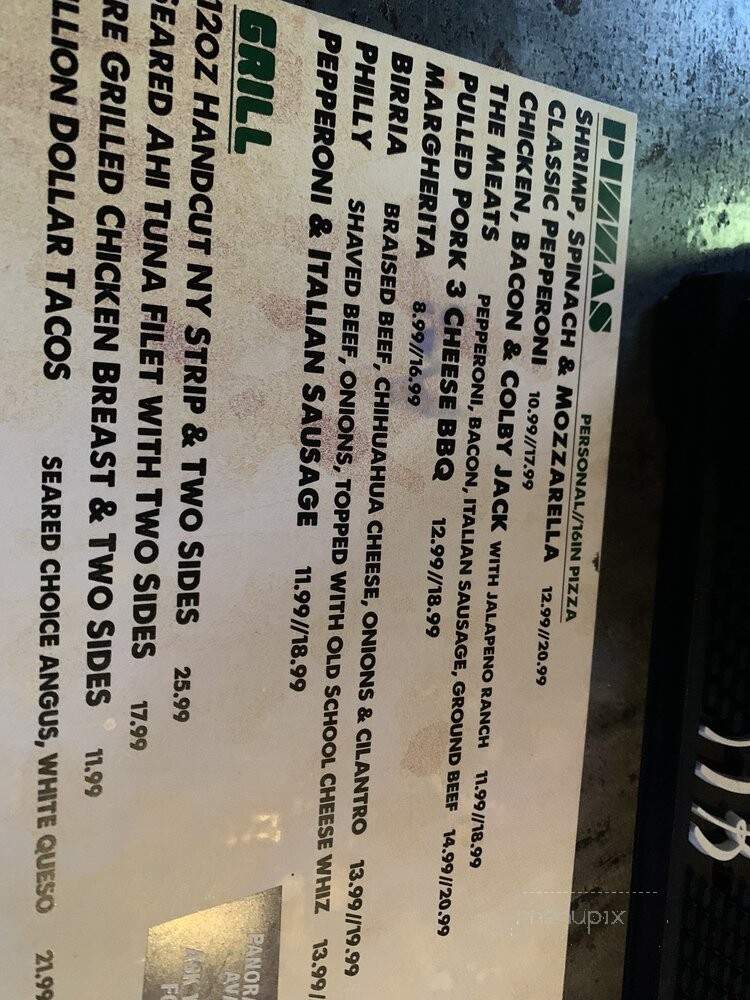 PIZZAS PERSONAL//16IN PIZZA
SHRIMP, SPINACH & MOZZARELLA 12.99//20.99
CLASSIC PEPPERONI 10.99//17.99
CHICKEN, BACON & COLBY JACK WITH JALAPENO RANCH 11.99//18.99
THE MEATS PEPPERONI, BACON, ITALIAN SAUSAGE, GROUND BEEF 14.99//20.99
PULLED PORK 3 CHEESE BBQ 12.99//18.99
MARGHERITA 8.99//16.99
BIRRIA BRAISED BEEF, CHIHUAHUA CHEESE, ONIONS & CILANTRO 13.99//19.99
PHILLY SHAVED BEEF, ONIONS, TOPPED WITH OLD SCHOOL CHEESE WHIZ 13.99//
PEPPERONI & ITALIAN SAUSAGE 11.99//18.99
GRILL
12OZ HANDCUT NY STRIP & TWO SIDES 25.99
SEARED AHI TUNA FILET WITH TWO SIDES 17.99
RE GRILLED CHICKEN BREAST & TWO SIDES 11.99
ILLION DOLLAR TACOS SEARED CHOICE ANGUS, WHITE QUESO 21.99
menupix